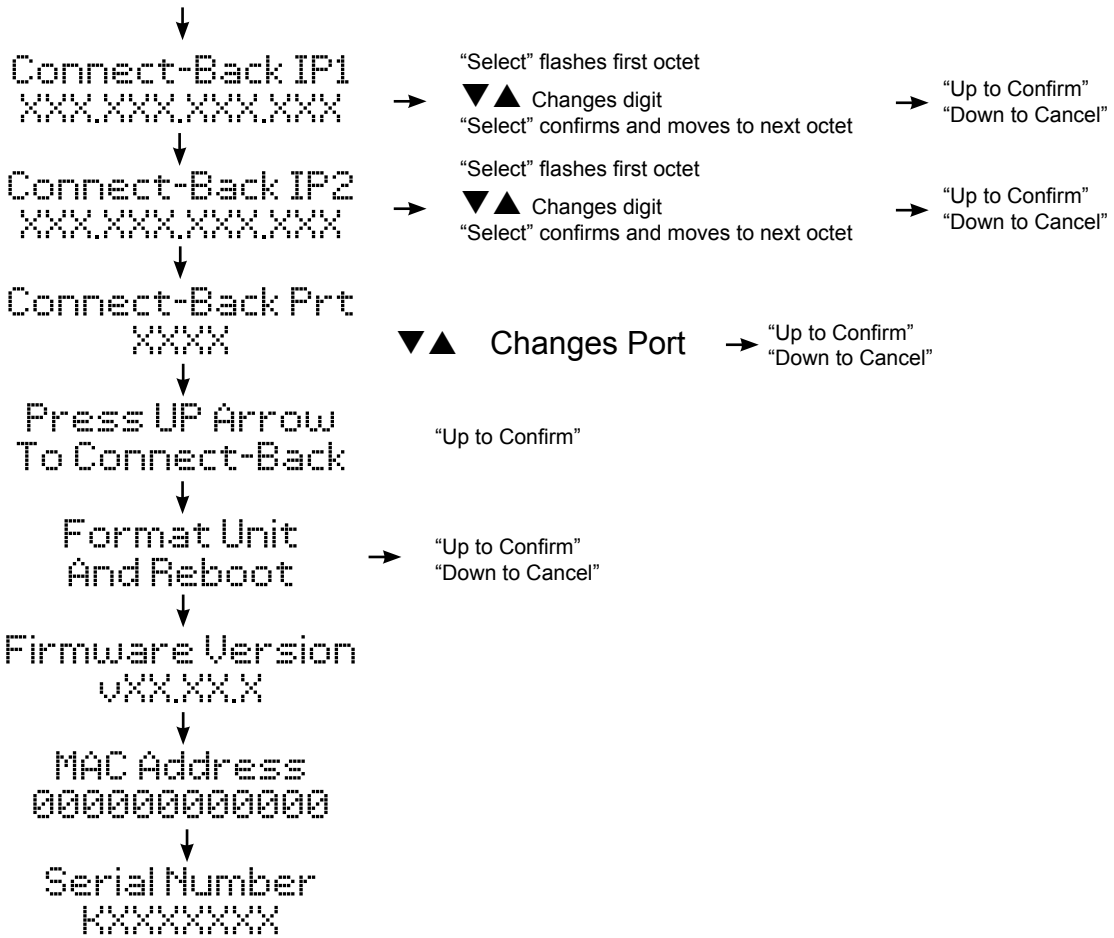 Connect-Back IP1
XXX.XXX.XXX.XXX
“Select” flashes first octet
▼▲ Changes digit
“Select” confirms and moves to next octet
“Up to Confirm”
“Down to Cancel”
Connect-Back IP2
XXX.XXX.XXX.XXX
“Select” flashes first octet
▼▲ Changes digit
“Select” confirms and moves to next octet
“Up to Confirm”
“Down to Cancel”
Connect-Back Prt
XXXX
▼▲ Changes Port
“Up to Confirm”
“Down to Cancel”
Press UP Arrow
To Connect-Back
“Up to Confirm”
Format Unit
And Reboot
“Up to Confirm”
“Down to Cancel”
Firmware Version
vXX.XX.X
MAC Address
000000000000
Serial Number
KXXXXXXX